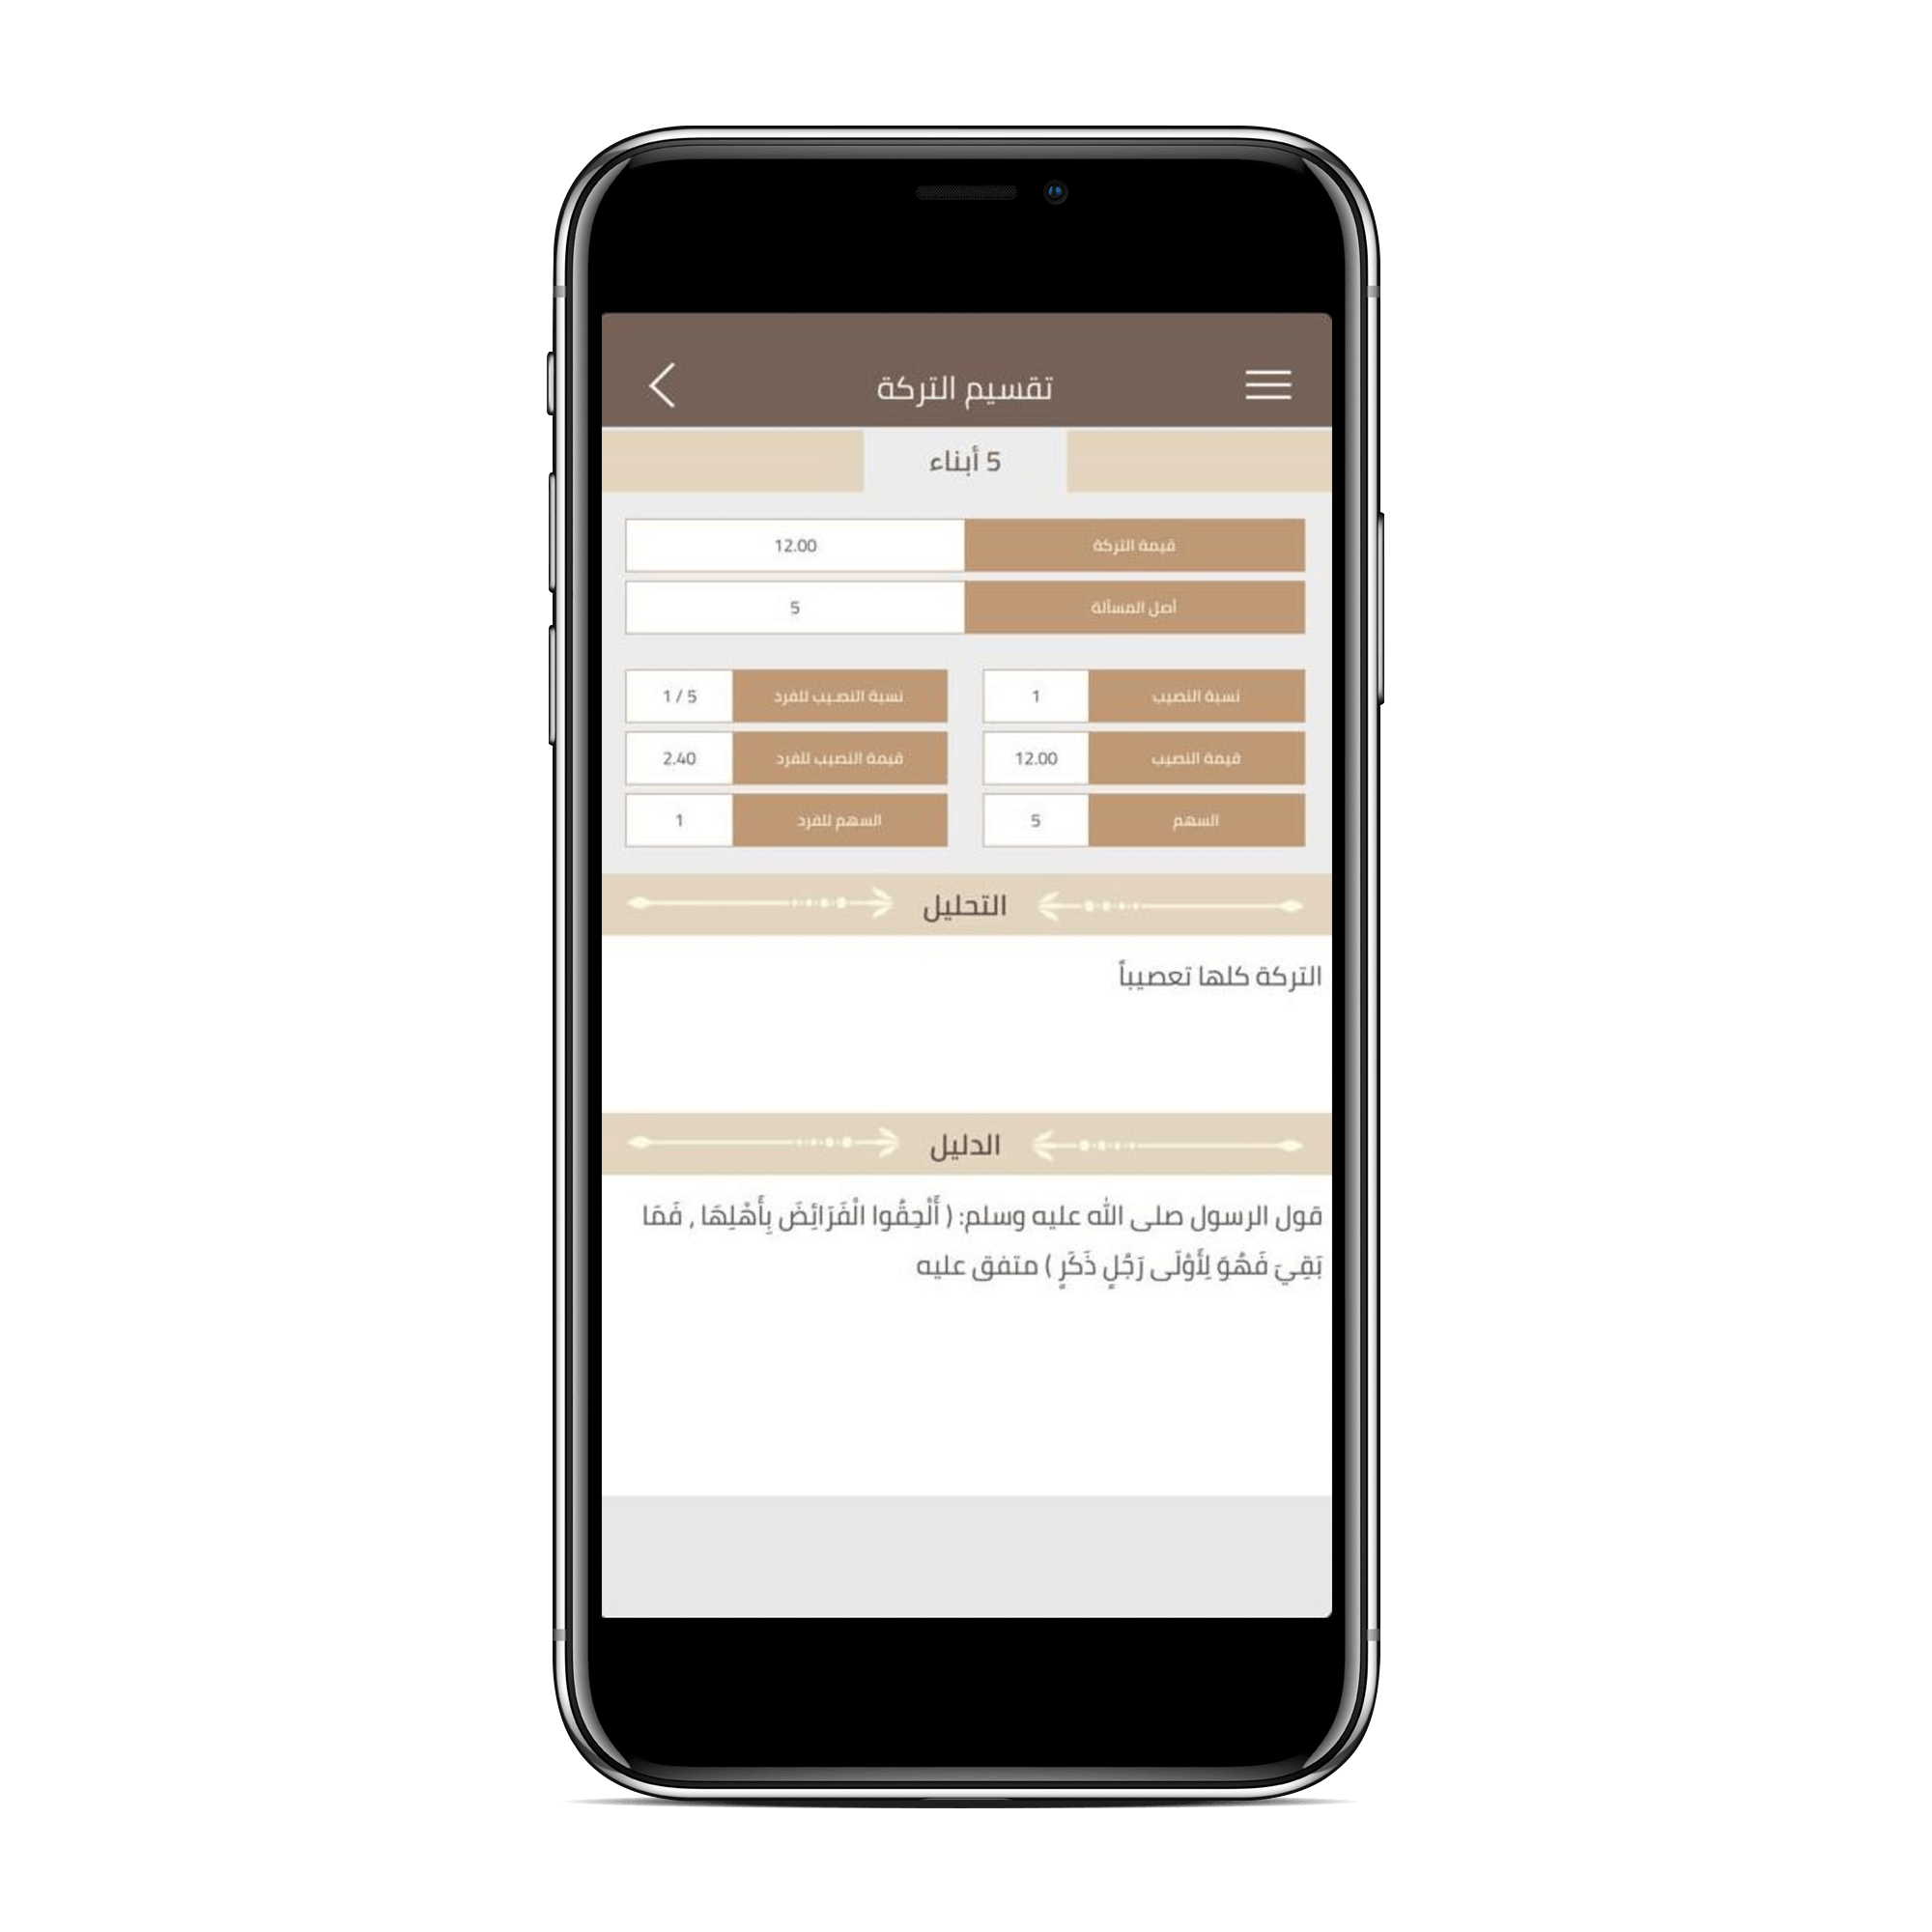 تقسيم التركة
5 أبناء
قيمة التركة 12.00
أصل المسألة 5
نسبة النصيب 1 نسبة النصيب للفرد 1 / 5
قيمة النصيب 12.00 قيمة النصيب للفرد 2.40
السهم 5 السهم للفرد 1
التحليل
التركة كلها تعصيباً
الدليل
قول الرسول صلى الله عليه وسلم: ( أَلْحِقُوا الْفَرَائِضَ بِأَهْلِهَا , فَمَا
بَقِيَ فَهُوَ لِأَوْلَى رَجُلٍ ذَكَرٍ ) متفق عليه